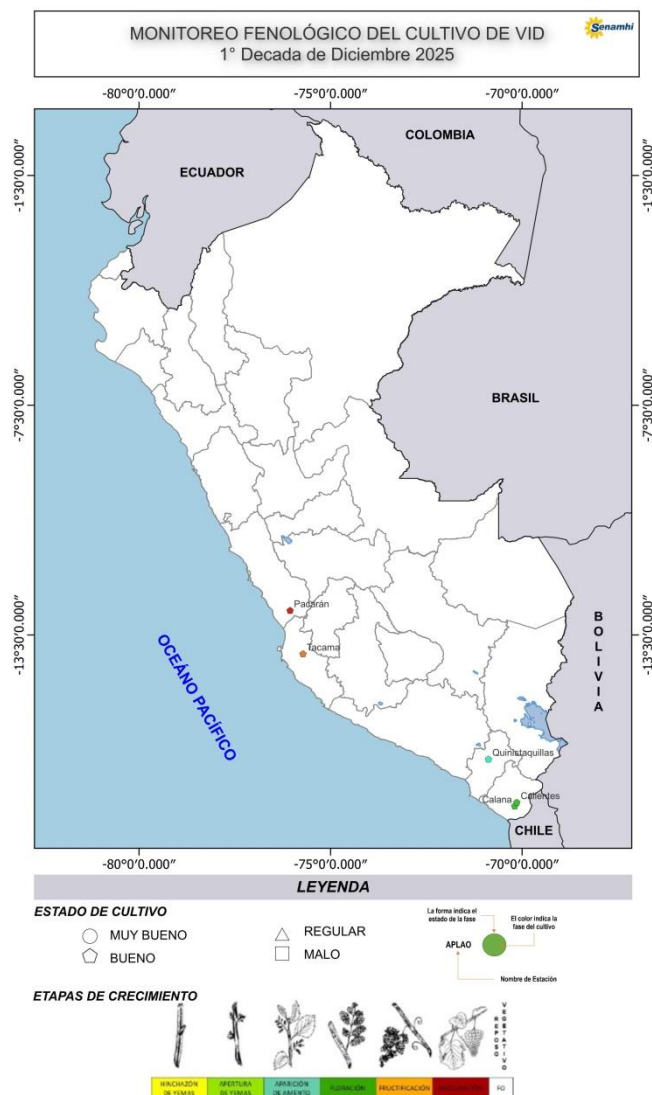 MONITOREO FENOLÓGICO DEL CULTIVO DE VID
1° Decada de Diciembre 2025
Senamhi
-80°0'0.000" -75°0'0.000" -70°0'0.000"
COLOMBIA
ECUADOR
-1°30'0.000" -1°30'0.000"
BRASIL
-7°30'0.000" -7°30'0.000"
Pacarán
BOLIVIA
-13°30'0.000" -13°30'0.000"
Tacama
OCEÁNO PACÍFICO
Quinistaquillas
Calana Calientes
CHILE
-80°0'0.000" -75°0'0.000" -70°0'0.000"
LEYENDA
ESTADO DE CULTIVO
MUY BUENO
REGULAR
BUENO
MALO
La forma indica el
estado de la fase
El color indica la
fase del cultivo
APLAO
Nombre de Estación
ETAPAS DE CRECIMIENTO
REPOSO
VEGETATIVO
HINCHAZÓN
DE YEMAS
APERTURA
DE YEMAS
APARICIÓN
DE AMENTO
FLORACIÓN
FRUCTIFICACIÓN
FO